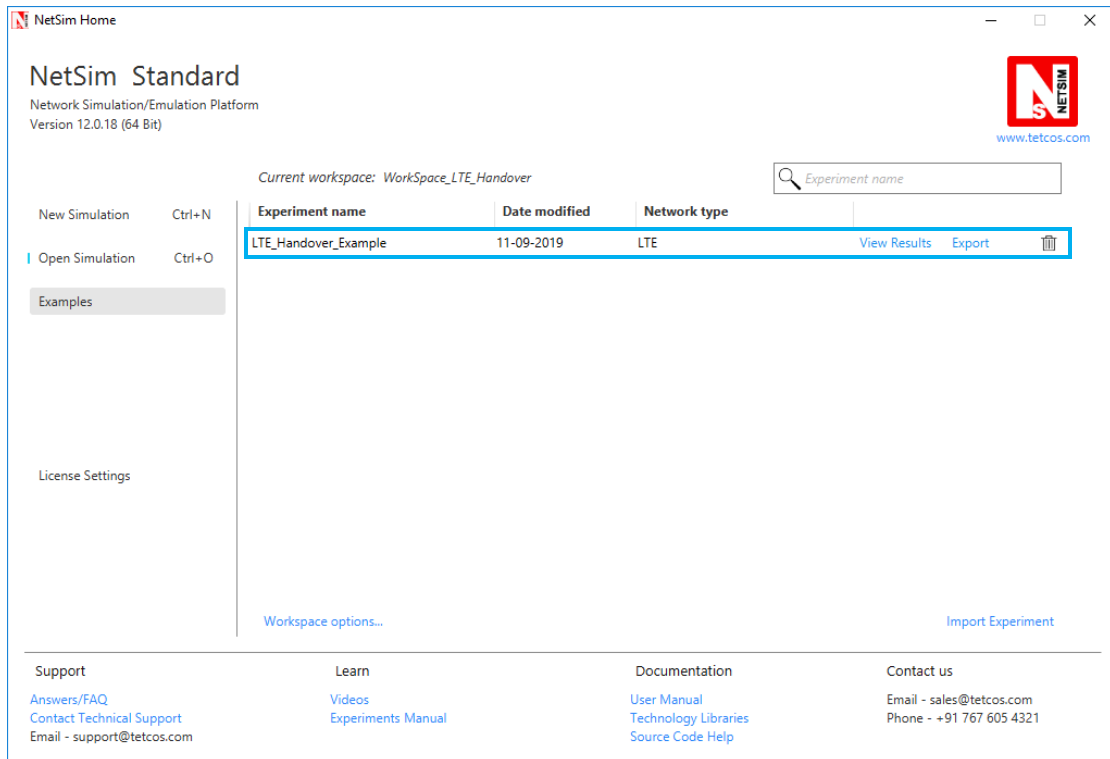 NetSim Home
NetSim Standard
Network Simulation/Emulation Platform
Version 12.0.18 (64 Bit)
NETSIM
N
S
www.tetcos.com
Current workspace: WorkSpace_LTE_Handover
Experiment name
New Simulation Ctrl+N
Open Simulation Ctrl+O
Examples
License Settings
Experiment name Date modified Network type
LTE_Handover_Example 11-09-2019 LTE View Results Export
Workspace options...
Import Experiment
Support
Answers/FAQ
Contact Technical Support
Email - support@tetcos.com
Learn
Videos
Experiments Manual
Documentation
User Manual
Technology Libraries
Source Code Help
Contact us
Email - sales@tetcos.com
Phone - +91 767 605 4321